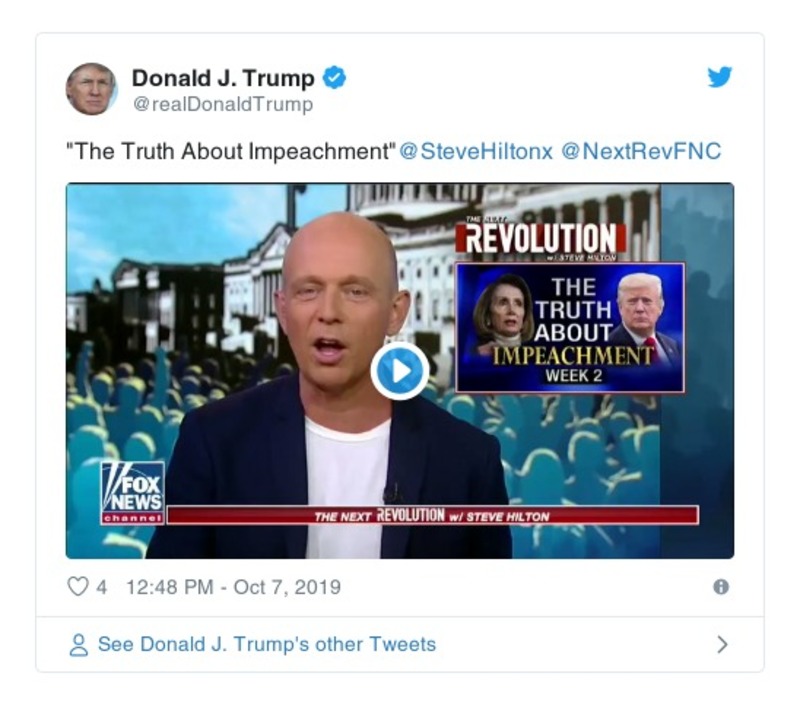 Donald J. Trump
@realDonaldTrump
"The Truth About Impeachment" @SteveHiltonx @NextRevFNC
THE NEXT
REVOLUTION
w/ STEVE HILTON
THE
TRUTH
ABOUT
IMPEACHMENT
WEEK 2
FOX
NEWS
channel
THE NEXT REVOLUTION w/ STEVE HILTON
4 12:48 PM - Oct 7, 2019
See Donald J. Trump's other Tweets